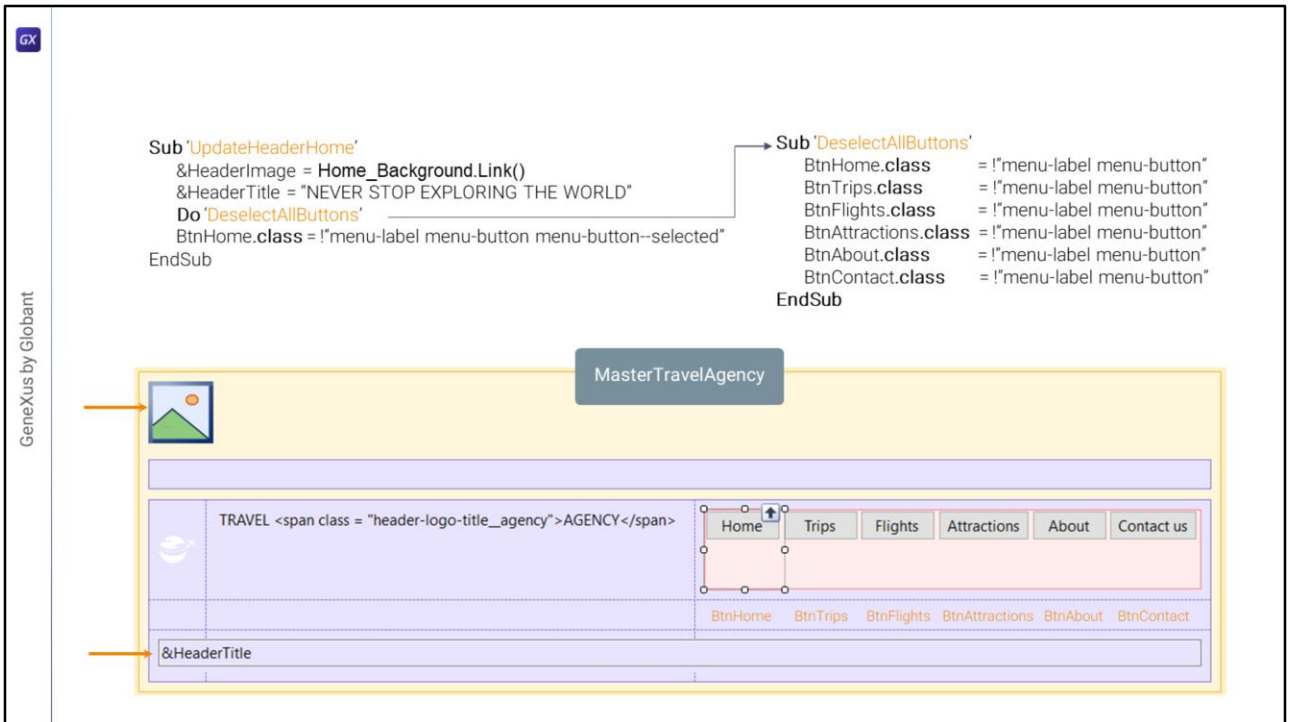 GX
GeneXus by Globant
Sub 'UpdateHeaderHome'
&HeaderImage = Home_Background.Link()
&HeaderTitle = "NEVER STOP EXPLORING THE WORLD"
Do 'DeselectAllButtons'
BtnHome.class = !"menu-label menu-button menu-button--selected"
EndSub
Sub 'DeselectAllButtons'
BtnHome.class = !"menu-label menu-button"
BtnTrips.class = !"menu-label menu-button"
BtnFlights.class = !"menu-label menu-button"
BtnAttractions.class = !"menu-label menu-button"
BtnAbout.class = !"menu-label menu-button"
BtnContact.class = !"menu-label menu-button"
EndSub
MasterTravelAgency
TRAVEL <span class = "header-logo-title__agency">AGENCY</span>
Home Trips Flights Attractions About Contact us
BtnHome BtnTrips BtnFlights BtnAttractions BtnAbout BtnContact
&HeaderTitle